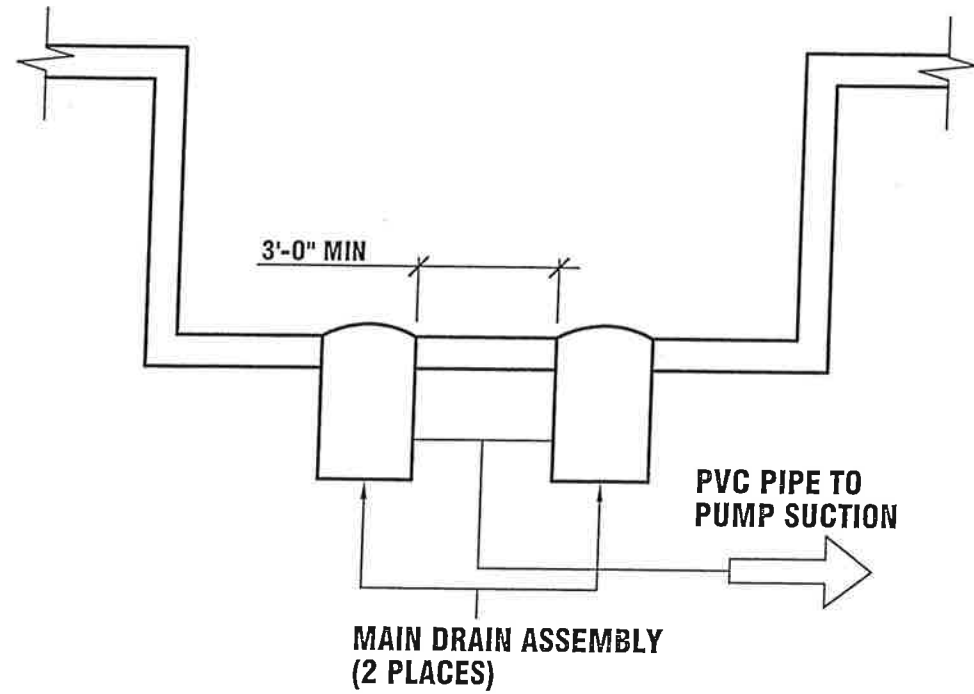 3'-0" MIN
PVC PIPE TO
PUMP SUCTION
MAIN DRAIN ASSEMBLY
(2 PLACES)